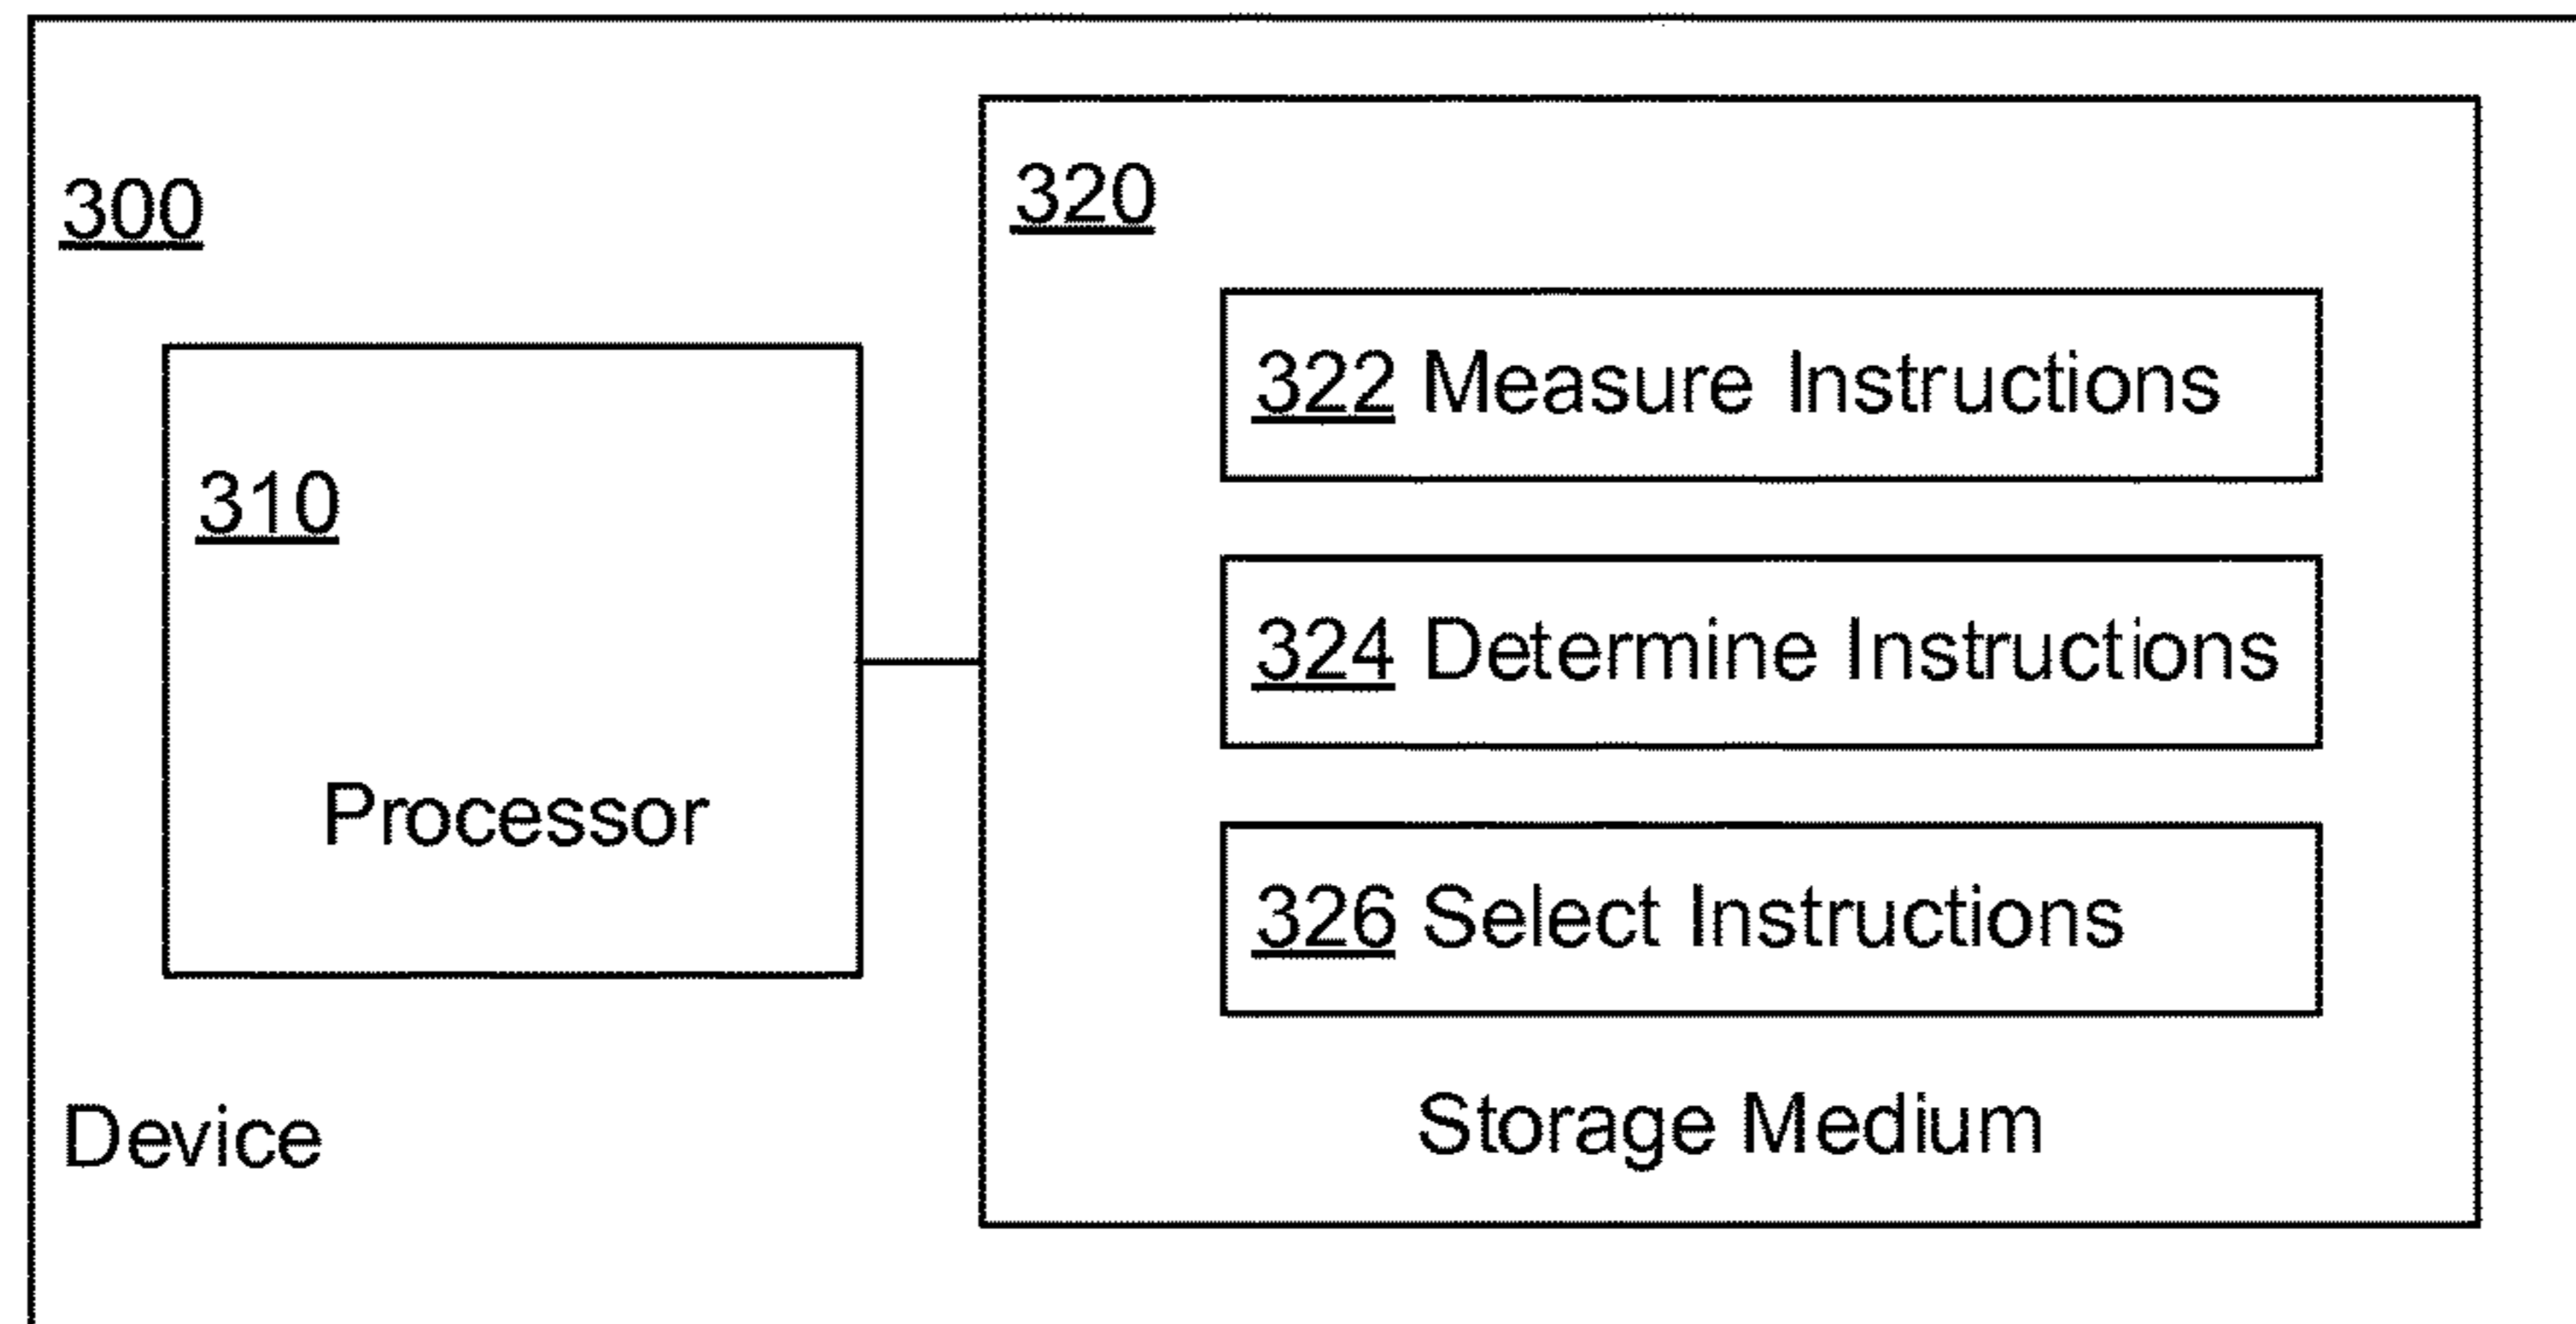 300
310
Processor
Device
320
322 Measure Instructions
324 Determine Instructions
326 Select Instructions
Storage Medium